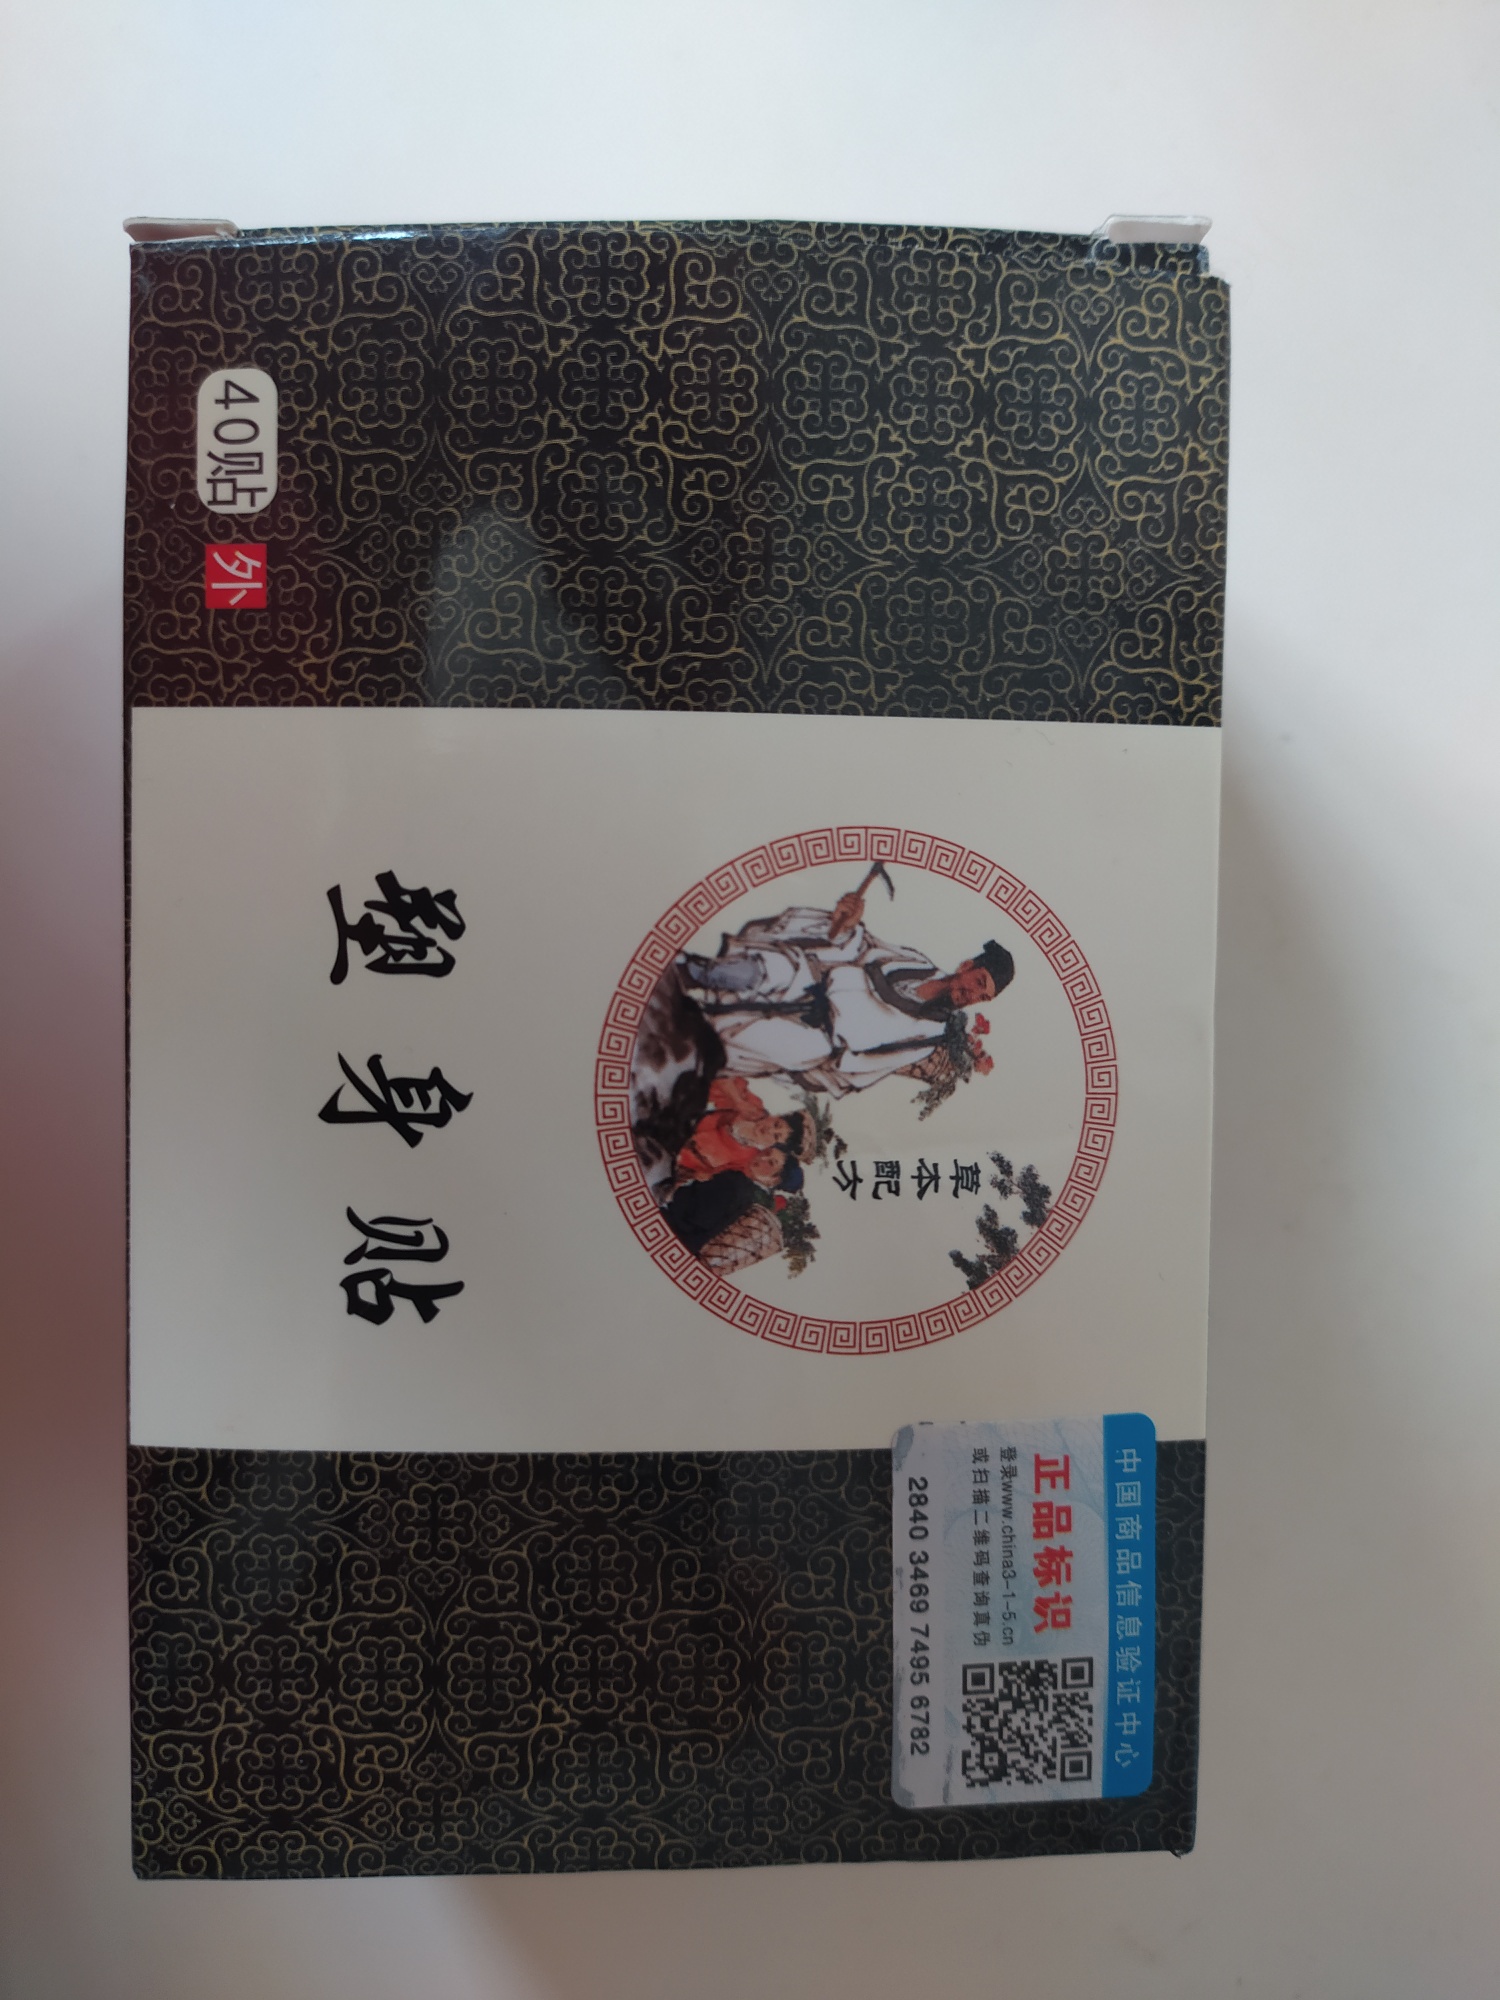 中国商品信息验证中心
正品标识
登录www.china3-1-5.cn
或扫描二维码查询真伪
2840 3469 7495 6782
草本配方
塑身贴
40贴
外